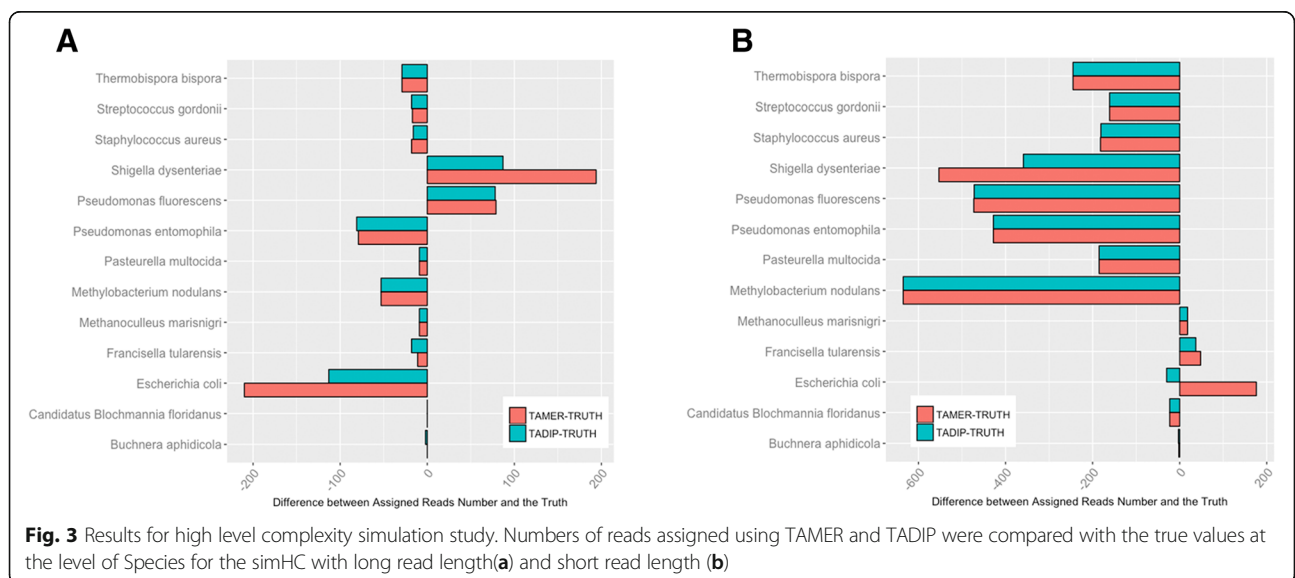 A
Thermobispora bispora
Streptococcus gordonii
Staphylococcus aureus
Shigella dysenteriae
Pseudomonas fluorescens
Pseudomonas entomophila
Pasteurella multocida
Methylobacterium nodulans
Methanoculleus marisnigri
Francisella tularensis
Escherichia coli
Candidatus Blochmannia floridanus
Buchnera aphidicola
TAMER-TRUTH
TADIP-TRUTH
-200
-100
0
100
200
Difference between Assigned Reads Number and the Truth
B
Thermobispora bispora
Streptococcus gordonii
Staphylococcus aureus
Shigella dysenteriae
Pseudomonas fluorescens
Pseudomonas entomophila
Pasteurella multocida
Methylobacterium nodulans
Methanoculleus marisnigri
Francisella tularensis
Escherichia coli
Candidatus Blochmannia floridanus
Buchnera aphidicola
TAMER-TRUTH
TADIP-TRUTH
-600
-400
-200
0
200
Difference between Assigned Reads Number and the Truth
Fig. 3 Results for high level complexity simulation study. Numbers of reads assigned using TAMER and TADIP were compared with the true values at
the level of Species for the simHC with long read length(a) and short read length (b)